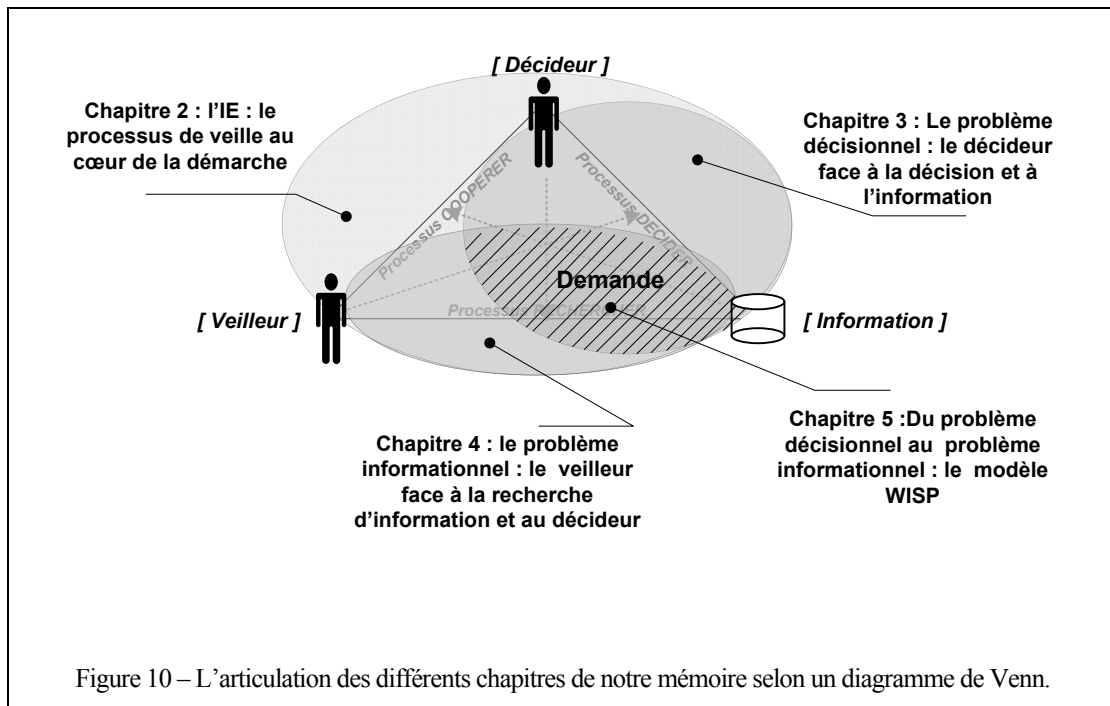 [ Décideur ]
Chapitre 2 : l'IE : le
processus de veille au
cœur de la démarche
Chapitre 3 : Le problème
décisionnel : le décideur
face à la décision et à
l'information
Processus COOPERER
Processus DECIDER
Demande
[ Veilleur ]
Processus RECHERCHER
[ Information ]
Chapitre 4 : le problème
informationnel : le veilleur
face à la recherche
d'information et au décideur
Chapitre 5 :Du problème
décisionnel au problème
informationnel : le modèle
WISP
Figure 10 – L'articulation des différents chapitres de notre mémoire selon un diagramme de Venn.